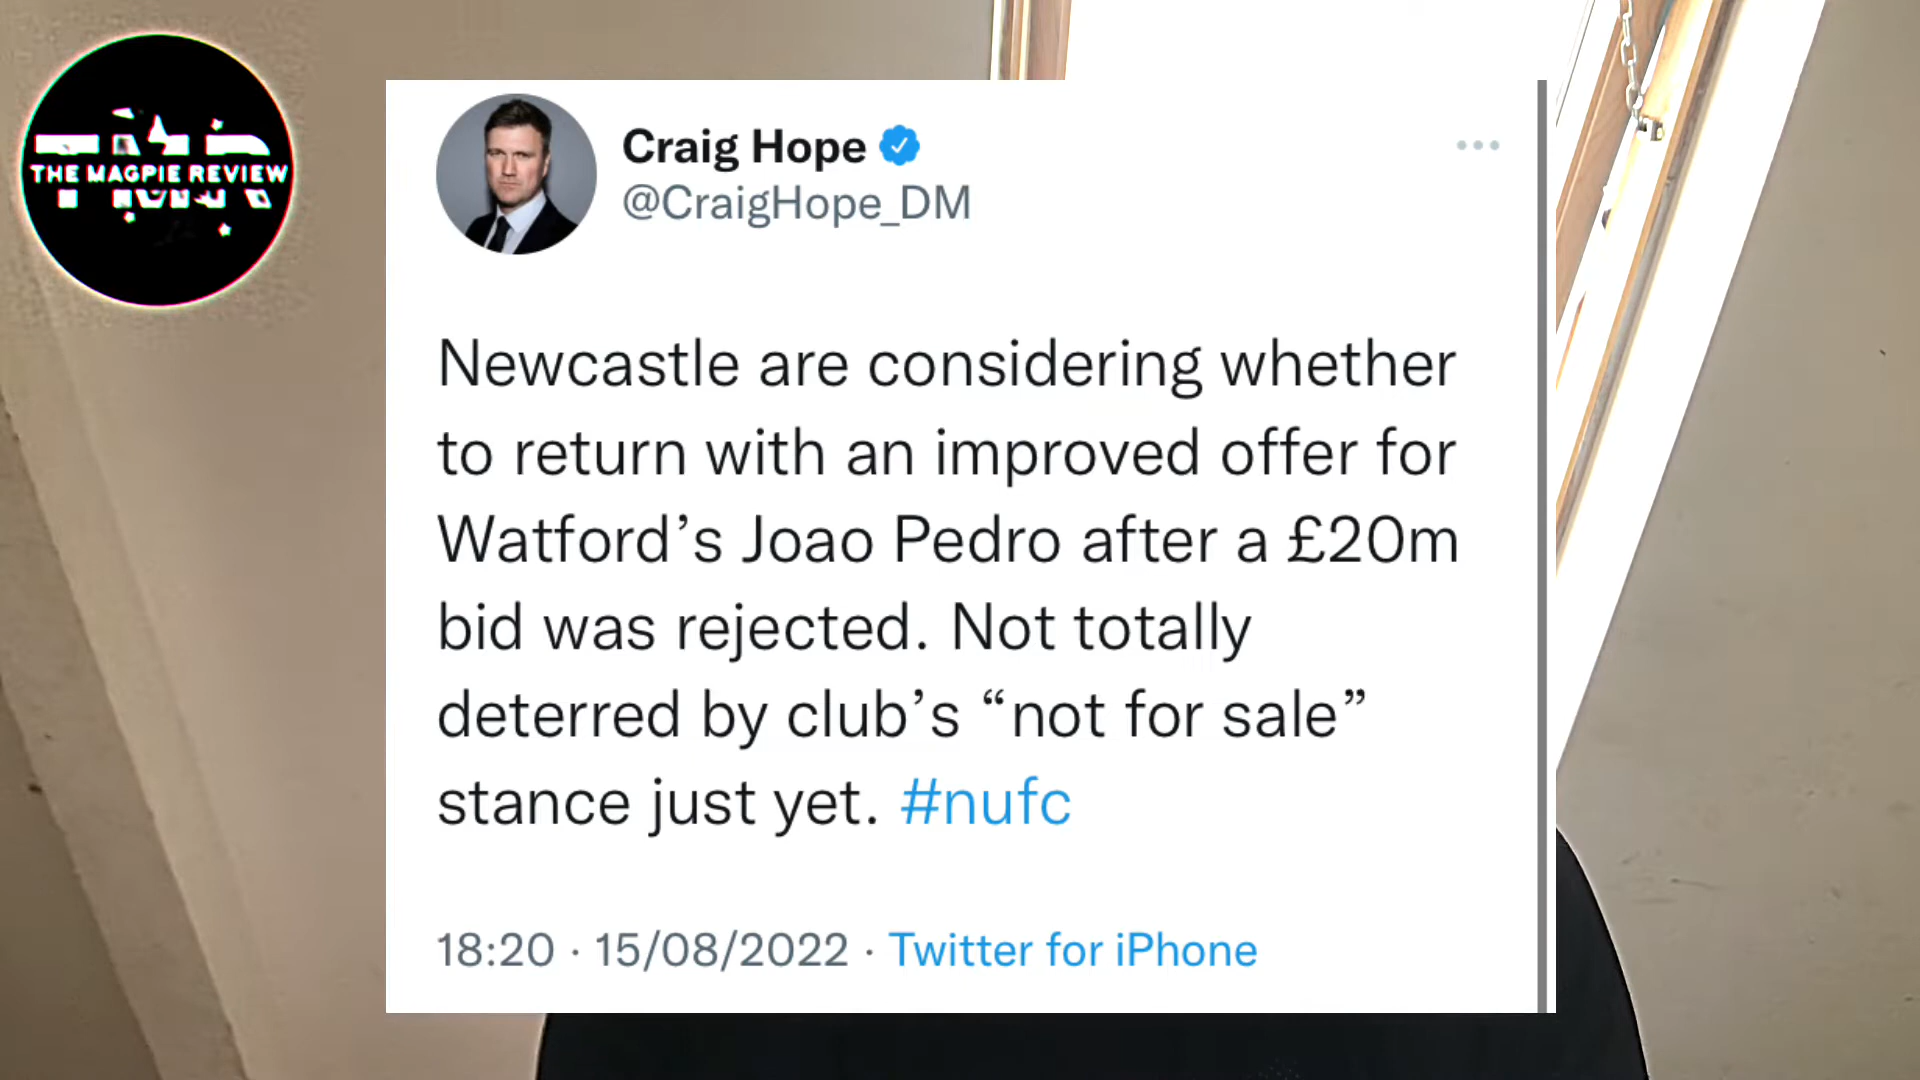 THE MAGPIE REVIEW
Craig Hope
@CraigHope_DM
Newcastle are considering whether
to return with an improved offer for
Watford’s Joao Pedro after a £20m
bid was rejected. Not totally
deterred by club’s “not for sale”
stance just yet. #nufc
18:20 · 15/08/2022 · Twitter for iPhone